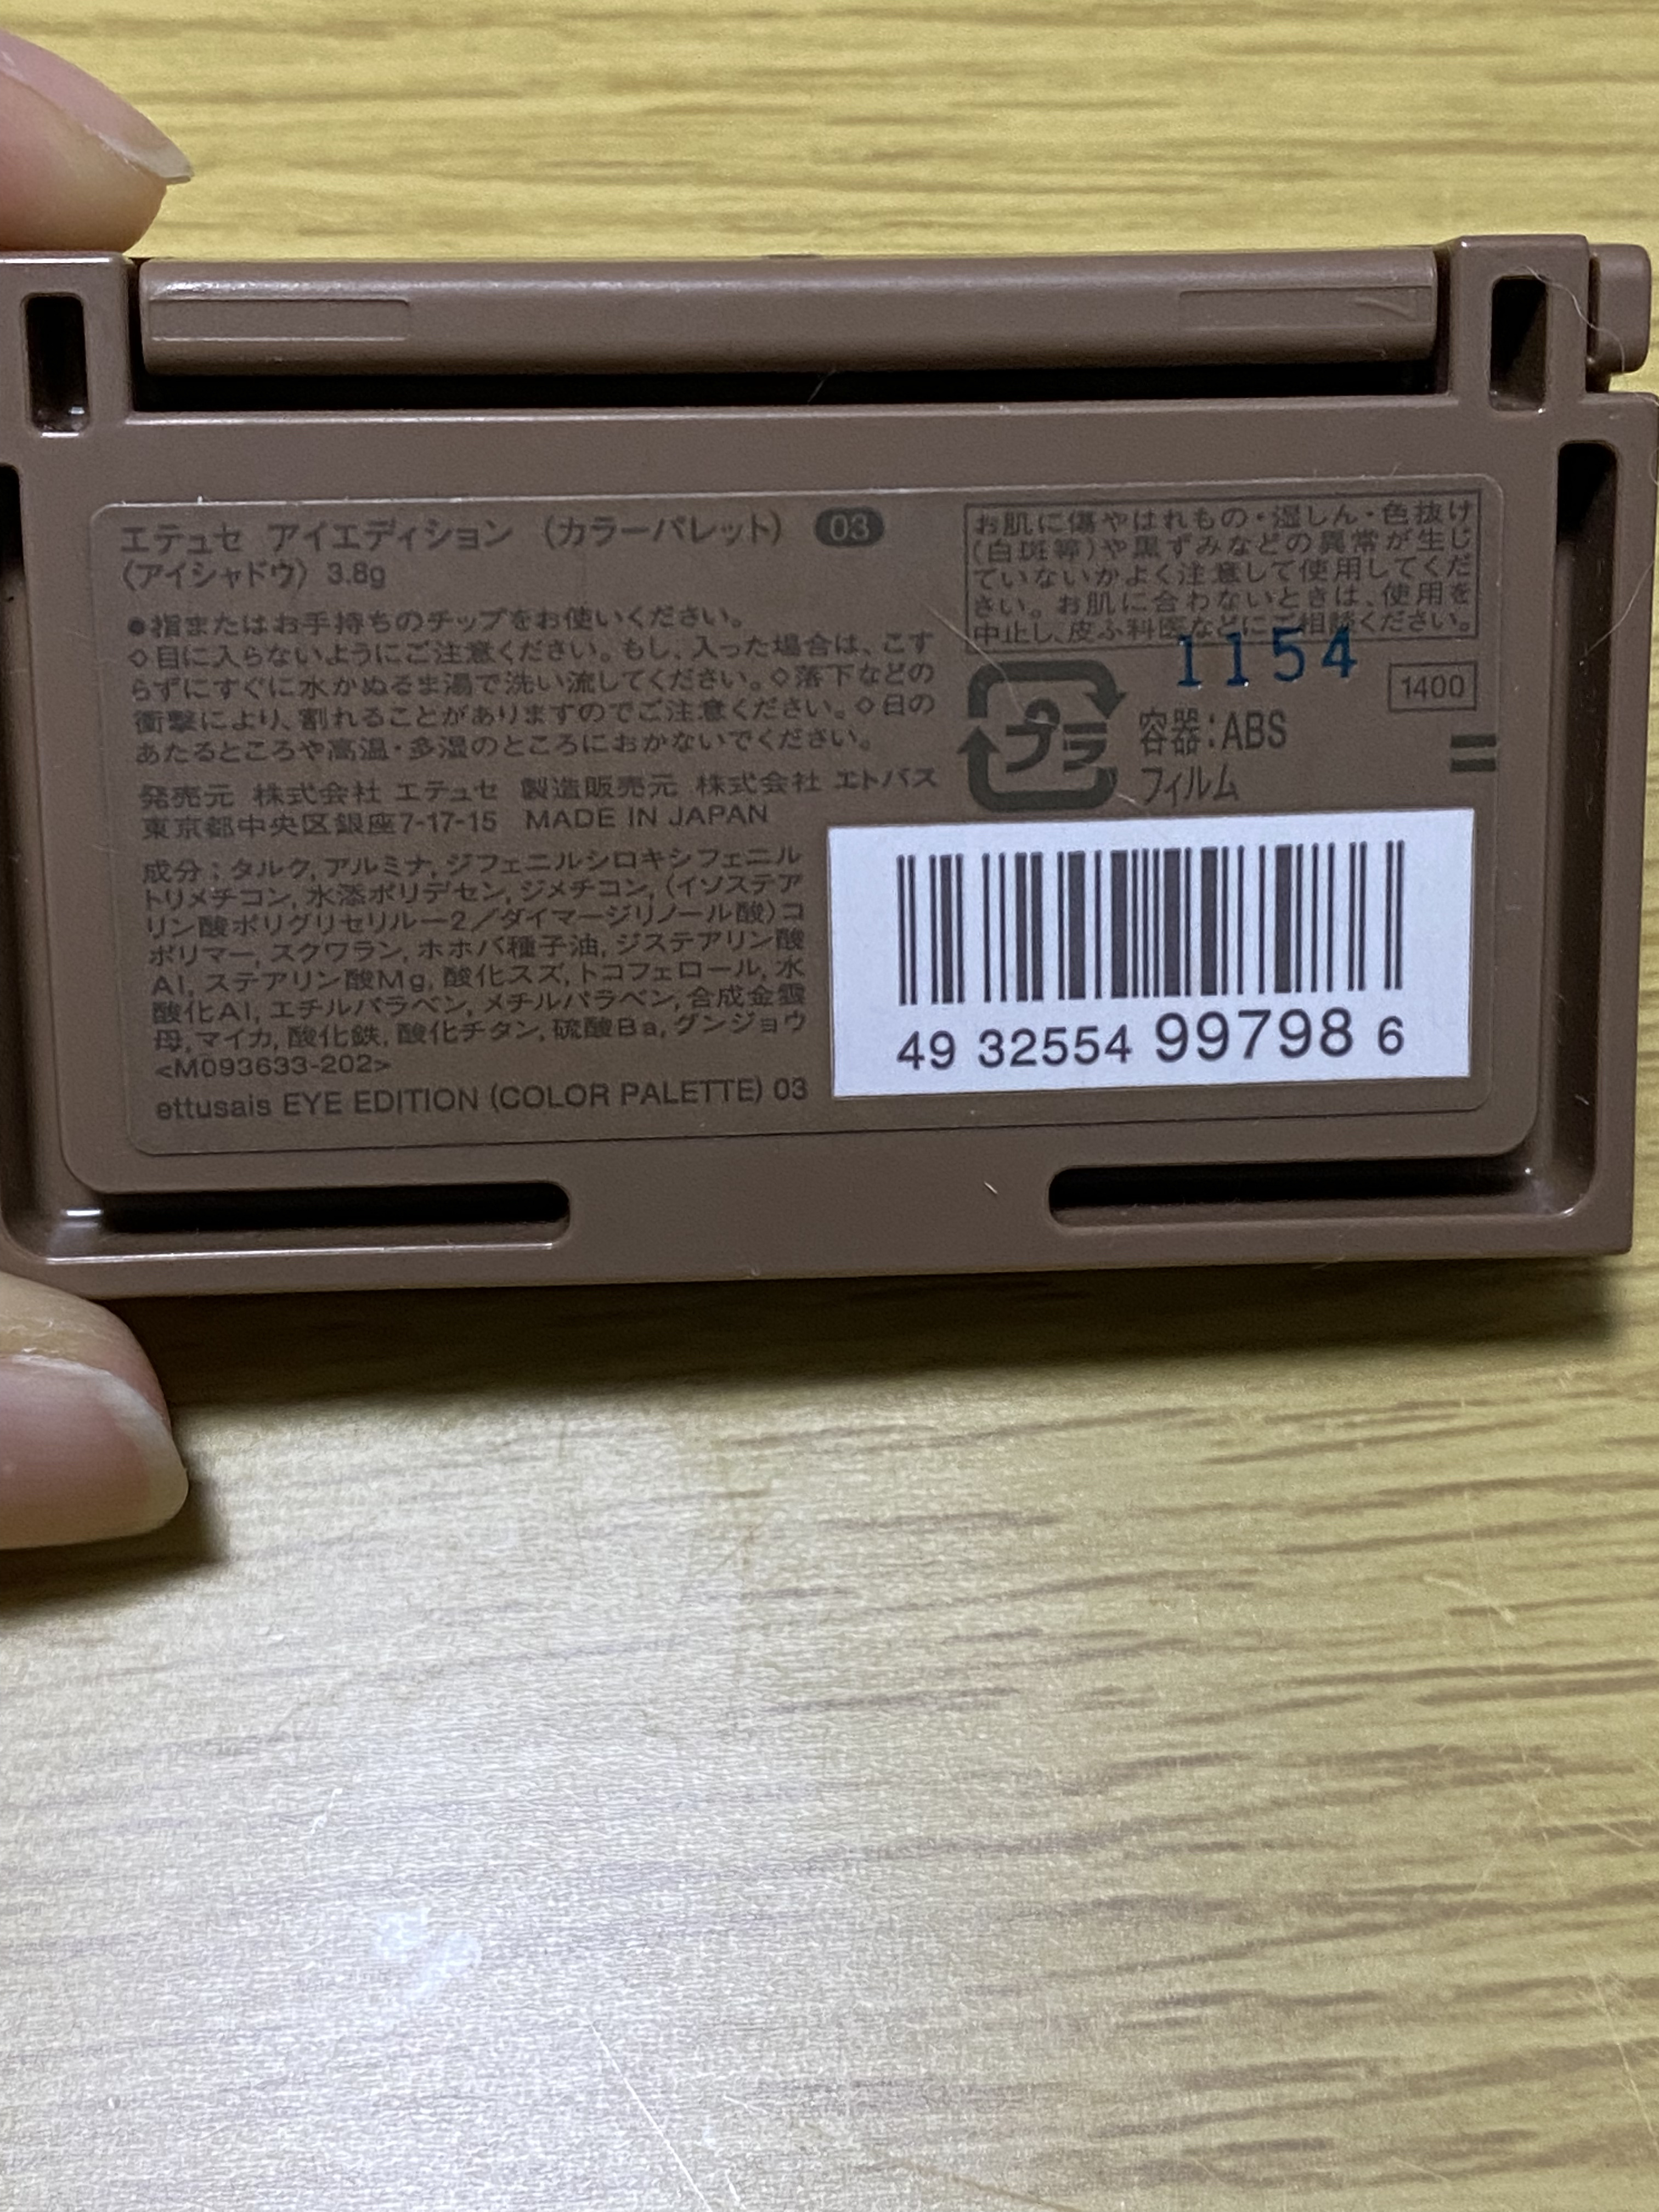 エテュセ アイエディション (カラーパレット) 03
(アイシャドウ) 3.8g
●指またはお手持ちのチップをお使いください。
◇目に入らないようにご注意ください。もし、入った場合は、こす
らずにすぐに水かぬるま湯で洗い流してください。◇落下などの
衝撃により、割れることがありますのでご注意ください。◇日の
あたるところや高温・多湿のところにおかないでください。
発売元 株式会社 エテュセ 製造販売元 株式会社 エトバス
東京都中央区銀座7-17-15 MADE IN JAPAN
成分:タルク,アルミナ,ジフェニルシロキシフェニル
トリメチコン,水添ポリデセン,ジメチコン,(イソステア
リン酸ポリグリセリル−2/ダイマージリノール酸)コ
ポリマー,スクワラン,ホホバ種子油,ジステアリン酸
Al,ステアリン酸Mg,酸化スズ,トコフェロール,水
酸化Al,エチルパラベン,メチルパラベン,合成金雲
母,マイカ,酸化鉄,酸化チタン,硫酸Ba,グンジョウ
<M093633-202>
ettusais EYE EDITION (COLOR PALETTE) 03
お肌に傷やはれもの・湿しん・色抜け
(白斑等)や黒ずみなどの異常が生じ
ていないかよく注意して使用してくだ
さい。お肌に合わないときは、使用を
中止し、皮ふ科医などにご相談ください。
1154
1400
プラ
容器:ABS
フィルム
49 32554 99798 6